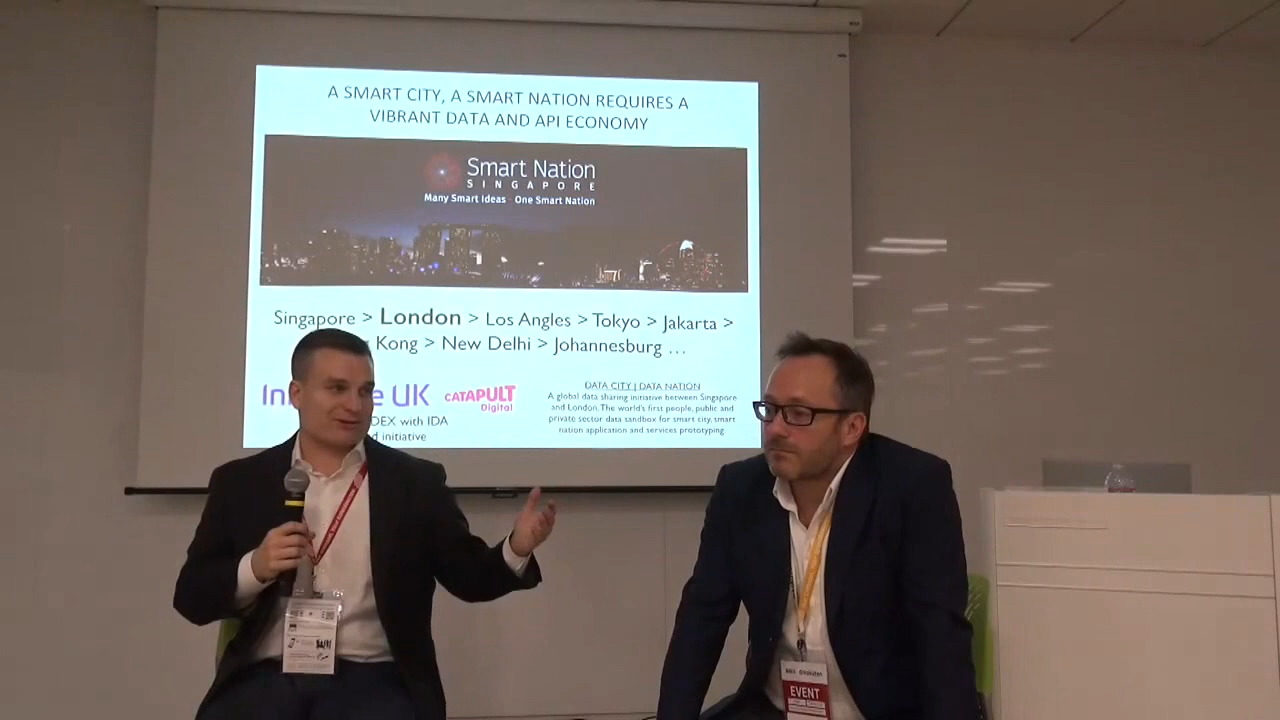 A SMART CITY, A SMART NATION REQUIRES A
VIBRANT DATA AND API ECONOMY
Smart Nation
SINGAPORE
Many Smart Ideas · One Smart Nation
Singapore > London > Los Angles > Tokyo > Jakarta >
Kong > New Delhi > Johannesburg ...
UK
CATAPULT
Digital
DEX with IDA
initiative
DATA CITY | DATA NATION
A global data sharing initiative between Singapore
and London. The world's first people, public and
private sector data sandbox for smart city, smart
nation application and services prototyping
EVENT